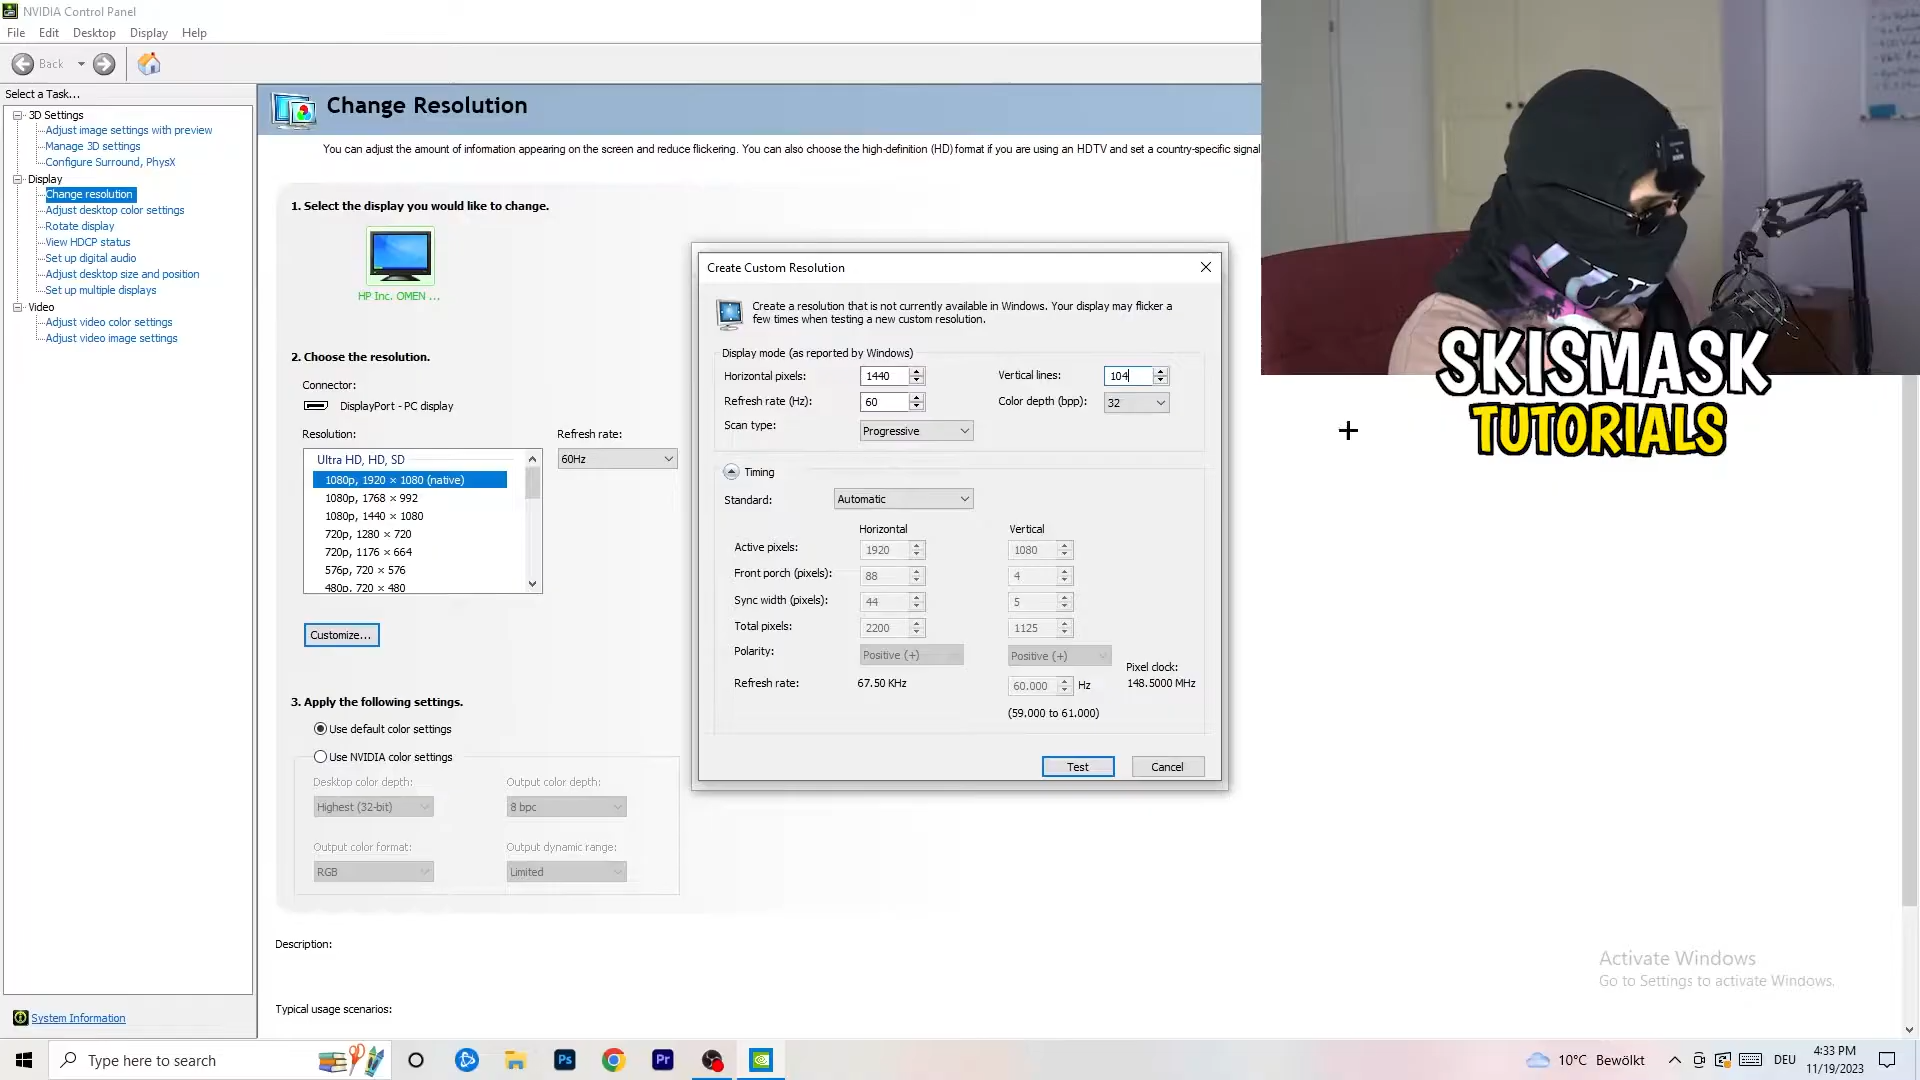 NVIDIA Control Panel
File Edit Desktop Display Help
Back
Select a Task...
3D Settings
Adjust image settings with preview
Manage 3D settings
Configure Surround, PhysX
Display
Change resolution
Adjust desktop color settings
Rotate display
View HDCP status
Set up digital audio
Adjust desktop size and position
Set up multiple displays
Video
Adjust video color settings
Adjust video image settings
System Information
Change Resolution
You can adjust the amount of information appearing on the screen and reduce flickering. You can also choose the high-definition (HD) format if you are using an HDTV and set a country-specific signal
1. Select the display you would like to change.
HP Inc. OMEN ...
2. Choose the resolution.
Connector:
DisplayPort - PC display
Resolution:
Refresh rate:
Ultra HD, HD, SD
60Hz
1080p, 1920 × 1080 (native)
1080p, 1768 × 992
1080p, 1440 × 1080
720p, 1280 × 720
720p, 1176 × 664
576p, 720 × 576
480p, 720 × 480
Customize...
3. Apply the following settings.
Use default color settings
Use NVIDIA color settings
Desktop color depth: Output color depth:
Highest (32-bit) 8 bpc
Output color format: Output dynamic range:
RGB Limited
Description:
Typical usage scenarios:
Create Custom Resolution
Create a resolution that is not currently available in Windows. Your display may flicker a
few times when testing a new custom resolution.
Display mode (as reported by Windows)
Horizontal pixels: 1440 Vertical lines: 104
Refresh rate (Hz): 60 Color depth (bpp): 32
Scan type: Progressive
Timing
Standard: Automatic
Horizontal Vertical
Active pixels: 1920 1080
Front porch (pixels): 88 4
Sync width (pixels): 44 5
Total pixels: 2200 1125
Polarity: Positive (+) Positive (+)
Pixel clock:
Refresh rate: 67.50 KHz 60.000 Hz 148.5000 MHz
(59.000 to 61.000)
Test Cancel
SKISMASK
TUTORIALS
Activate Windows
Go to Settings to activate Windows.
Type here to search
Ps
Pr
10°C Bewölkt
DEU
4:33 PM
11/19/2023